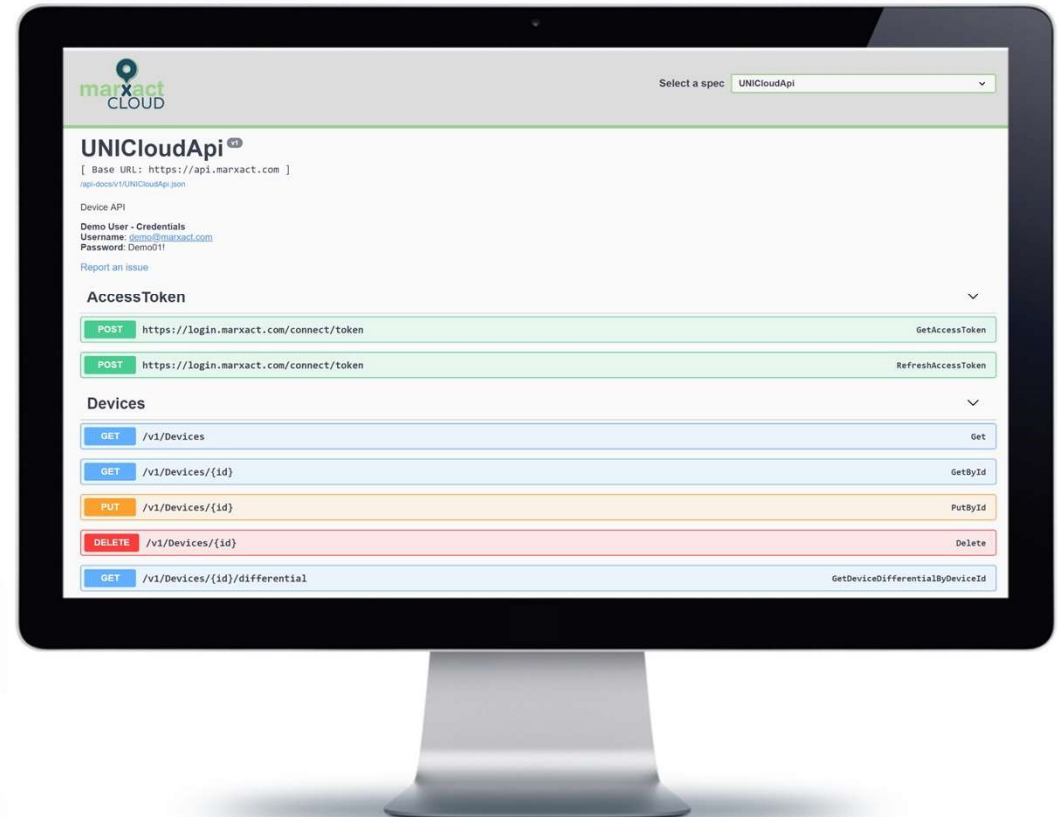 marxact
CLOUD
Select a spec UNICloudApi
UNICloudApi v1
[ Base URL: https://api.marxact.com ]
/api-docs/v1/UNICloudApi.json
Device API
Demo User - Credentials
Username: demo@marxact.com
Password: Demo01!
Report an issue
AccessToken
POST https://login.marxact.com/connect/token GetAccessToken
POST https://login.marxact.com/connect/token RefreshAccessToken
Devices
GET /v1/Devices Get
GET /v1/Devices/{id} GetById
PUT /v1/Devices/{id} PutById
DELETE /v1/Devices/{id} Delete
GET /v1/Devices/{id}/differential GetDeviceDifferentialByDeviceId